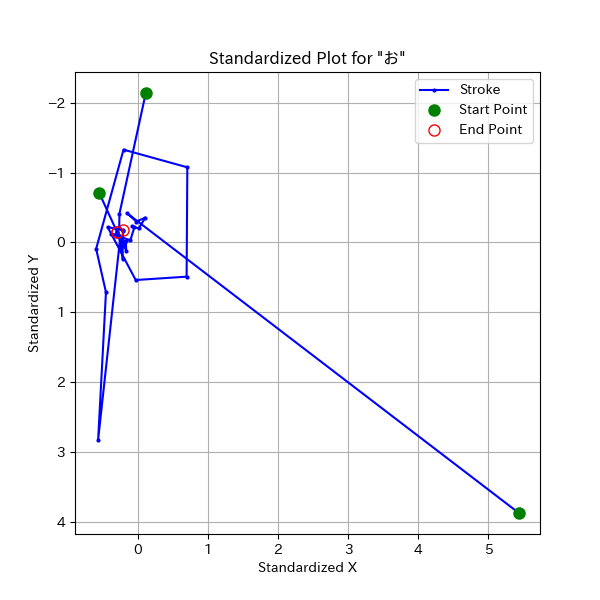 Standardized Plot for "お"
Stroke
Start Point
End Point
−2
−1
0
1
2
3
4
Standardized Y
0
1
2
3
4
5
Standardized X